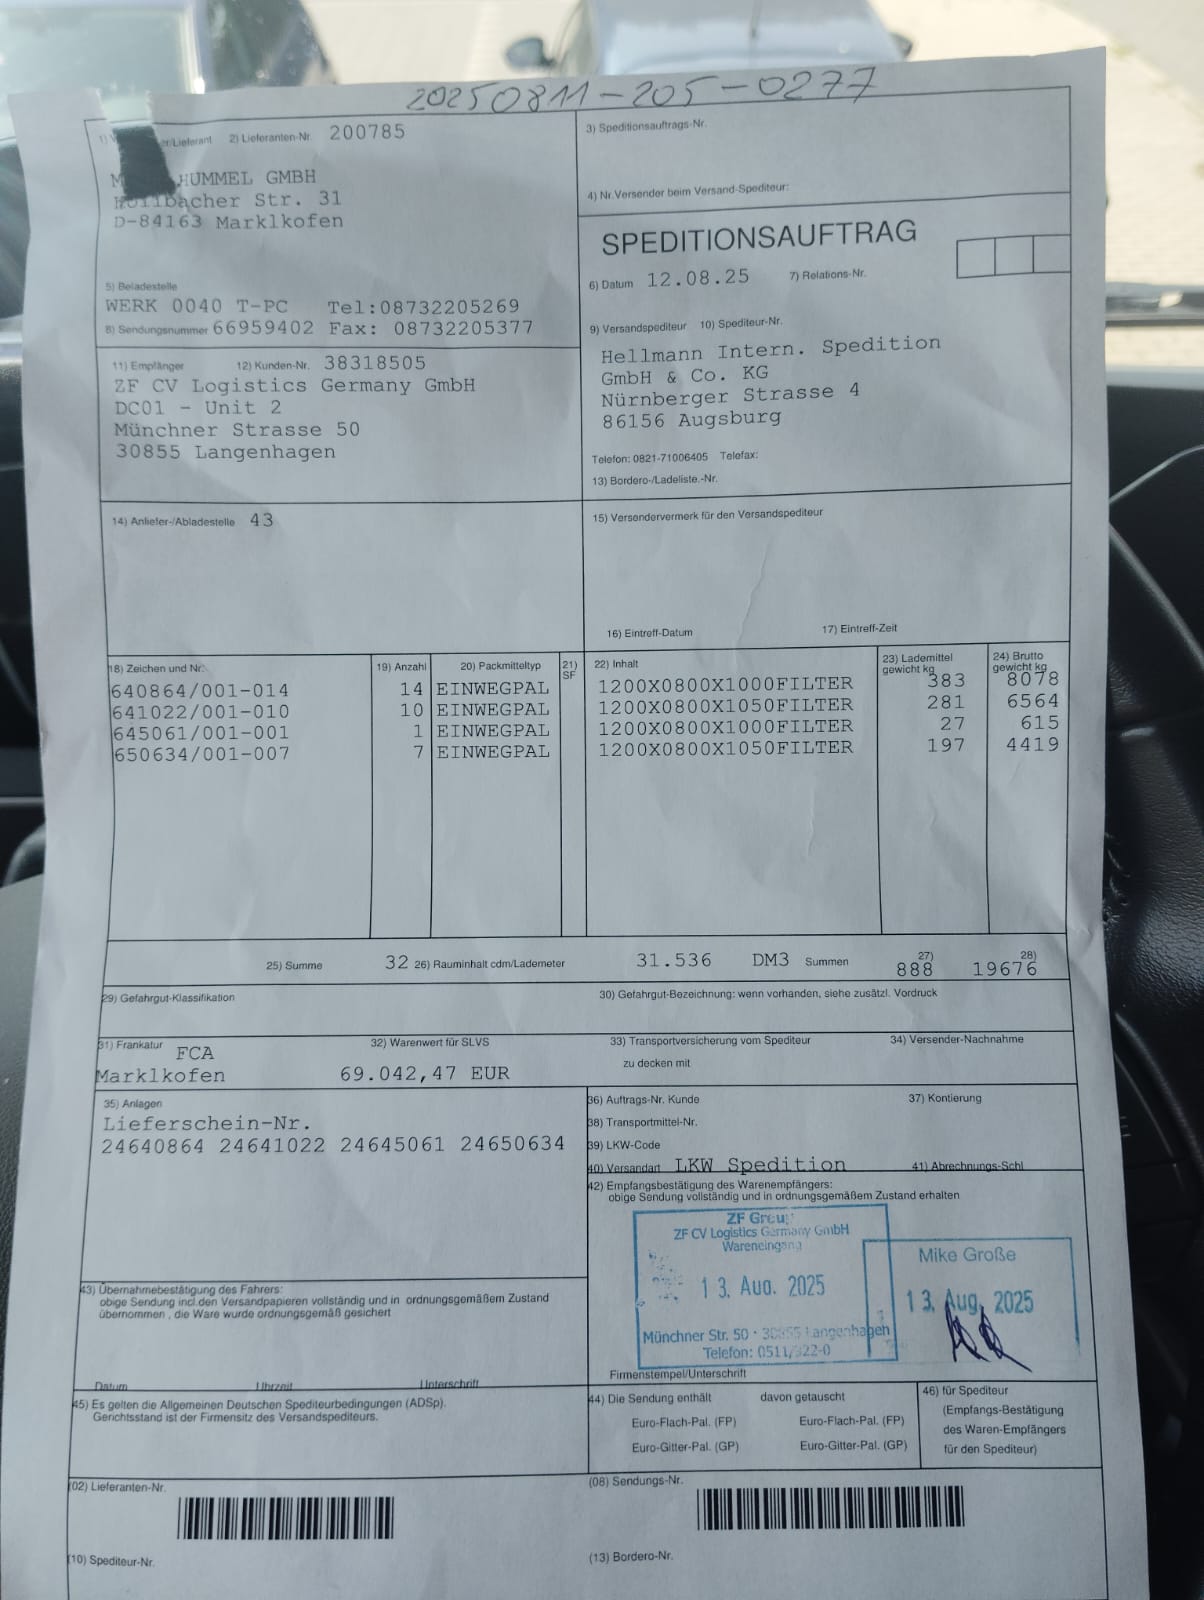 20250811-205-0277
2) Lieferanten-Nr. 200785
HUMMEL GMBH
Str. 31
D-84163 Marklkofen
5) Beladestelle
WERK 0040 T-PC Tel:08732205269
8) Sendungsnummer 66959402 Fax: 08732205377
3) Speditionsauftrags-Nr.
4) Nr. Versender beim Versand-Spediteur:
SPEDITIONSAUFTRAG
6) Datum 12.08.25 7) Relations-Nr.
9) Versandspediteur 10) Spediteur-Nr.
Hellmann Intern. Spedition
GmbH & Co. KG
Nürnberger Strasse 4
86156 Augsburg
Telefon: 0821-71006405 Telefax:
13) Bordero-/Ladeliste.-Nr.
11) Empfänger 12) Kunden-Nr. 38318505
ZF CV Logistics Germany GmbH
DC01 - Unit 2
Münchner Strasse 50
30855 Langenhagen
14) Anliefer-/Abladestelle 43
15) Versendervermerk für den Versandspediteur
16) Eintreff-Datum 17) Eintreff-Zeit
18) Zeichen und Nr. 19) Anzahl 20) Packmitteltyp 21) SF 22) Inhalt 23) Lademittel gewicht kg 24) Brutto gewicht kg
640864/001-014 14 EINWEGPAL 1200X0800X1000FILTER 383 8078
641022/001-010 10 EINWEGPAL 1200X0800X1050FILTER 281 6564
645061/001-001 1 EINWEGPAL 1200X0800X1000FILTER 27 615
650634/001-007 7 EINWEGPAL 1200X0800X1050FILTER 197 4419
25) Summe 32 26) Rauminhalt cdm/Lademeter 31.536 DM3 Summen 27) 888 28) 19676
29) Gefahrgut-Klassifikation
30) Gefahrgut-Bezeichnung: wenn vorhanden, siehe zusätzl. Vordruck
31) Frankatur FCA
Marklkofen
32) Warenwert für SLVS
69.042,47 EUR
33) Transportversicherung vom Spediteur
zu decken mit
34) Versender-Nachnahme
35) Anlagen
Lieferschein-Nr.
24640864 24641022 24645061 24650634
36) Auftrags-Nr. Kunde 37) Kontierung
38) Transportmittel-Nr.
39) LKW-Code
40) Versandart LKW Spedition 41) Abrechnungs-Schl
42) Empfangsbestätigung des Warenempfängers:
obige Sendung vollständig und in ordnungsgemäßem Zustand erhalten
ZF Group
ZF CV Logistics Germany GmbH
Wareneingang
13. Aug. 2025
Münchner Str. 50 · 30855 Langenhagen
Telefon: 0511/922-0
Mike Große
13. Aug. 2025
Firmenstempel/Unterschrift
43) Übernahmebestätigung des Fahrers:
obige Sendung incl.den Versandpapieren vollständig und in ordnungsgemäßem Zustand
übernommen , die Ware wurde ordnungsgemäß gesichert
Datum Uhrzeit Unterschrift
45) Es gelten die Allgemeinen Deutschen Spediteurbedingungen (ADSp).
Gerichtsstand ist der Firmensitz des Versandspediteurs.
44) Die Sendung enthält davon getauscht
Euro-Flach-Pal. (FP) Euro-Flach-Pal. (FP)
Euro-Gitter-Pal. (GP) Euro-Gitter-Pal. (GP)
46) für Spediteur
(Empfangs-Bestätigung
des Waren-Empfängers
für den Spediteur)
(02) Lieferanten-Nr.
(08) Sendungs-Nr.
(10) Spediteur-Nr.
(13) Bordero-Nr.